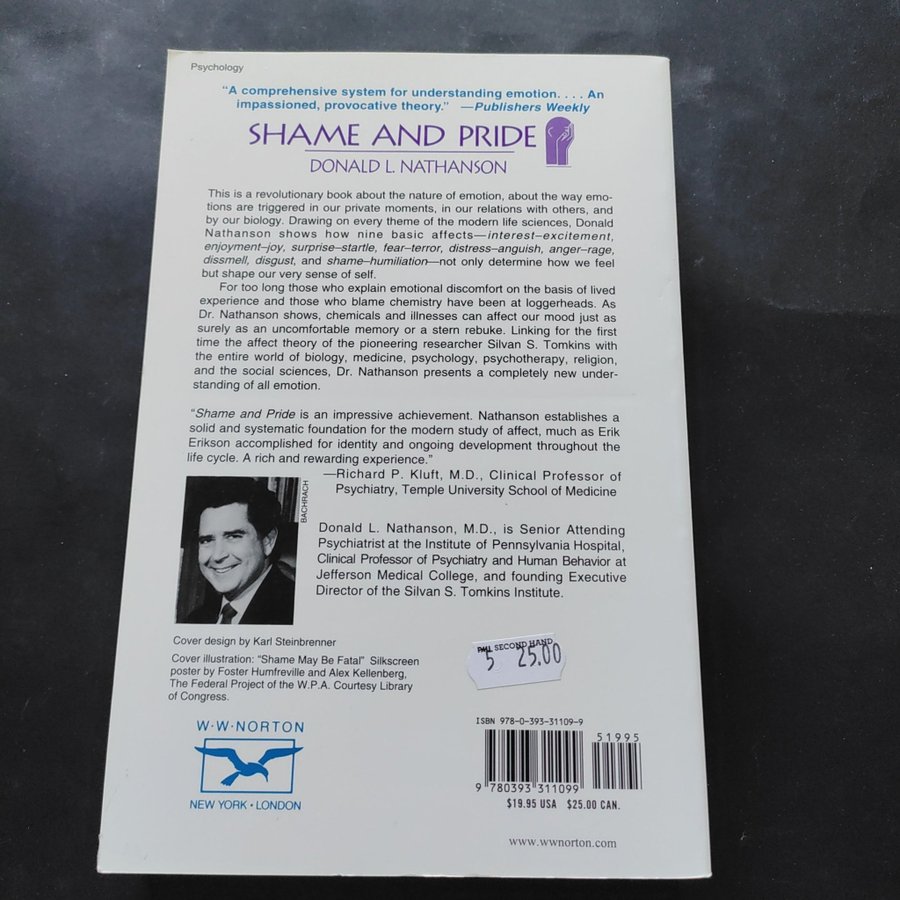 Psychology
“A comprehensive system for understanding emotion. . . . An
impassioned, provocative theory.” —Publishers Weekly
SHAME AND PRIDE
DONALD L. NATHANSON
This is a revolutionary book about the nature of emotion, about the way emo-
tions are triggered in our private moments, in our relations with others, and
by our biology. Drawing on every theme of the modern life sciences, Donald
Nathanson shows how nine basic affects—interest–excitement,
enjoyment–joy, surprise–startle, fear–terror, distress–anguish, anger–rage,
dissmell, disgust, and shame–humiliation—not only determine how we feel
but shape our very sense of self.
For too long those who explain emotional discomfort on the basis of lived
experience and those who blame chemistry have been at loggerheads. As
Dr. Nathanson shows, chemicals and illnesses can affect our mood just as
surely as an uncomfortable memory or a stern rebuke. Linking for the first
time the affect theory of the pioneering researcher Silvan S. Tomkins with
the entire world of biology, medicine, psychology, psychotherapy, religion,
and the social sciences, Dr. Nathanson presents a completely new under-
standing of all emotion.
“Shame and Pride is an impressive achievement. Nathanson establishes a
solid and systematic foundation for the modern study of affect, much as Erik
Erikson accomplished for identity and ongoing development throughout the
life cycle. A rich and rewarding experience.”
—Richard P. Kluft, M.D., Clinical Professor of
Psychiatry, Temple University School of Medicine
BACHRACH
Donald L. Nathanson, M.D., is Senior Attending
Psychiatrist at the Institute of Pennsylvania Hospital,
Clinical Professor of Psychiatry and Human Behavior at
Jefferson Medical College, and founding Executive
Director of the Silvan S. Tomkins Institute.
Cover design by Karl Steinbrenner
Cover illustration: “Shame May Be Fatal” Silkscreen
poster by Foster Humfreville and Alex Kellenberg,
The Federal Project of the W.P.A. Courtesy Library
of Congress.
SECOND HAND
5 25.00
W·W·NORTON
NEW YORK · LONDON
ISBN 978-0-393-31109-9
51995
9 780393 311099
$19.95 USA $25.00 CAN.
www.wwnorton.com